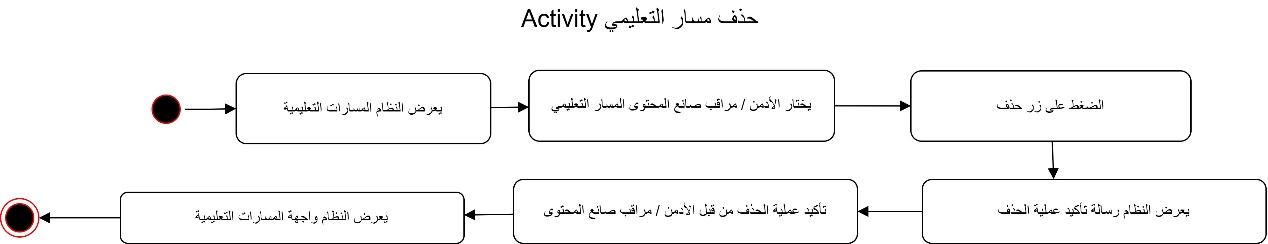 حذف مسار التعليمي Activity
يعرض النظام المسارات التعليمية
يختار الأدمن / مراقب صانع المحتوى المسار التعليمي
الضغط على زر حذف
يعرض النظام رسالة تأكيد عملية الحذف
تأكيد عملية الحذف من قبل الأدمن / مراقب صانع المحتوى
يعرض النظام واجهة المسارات التعليمية